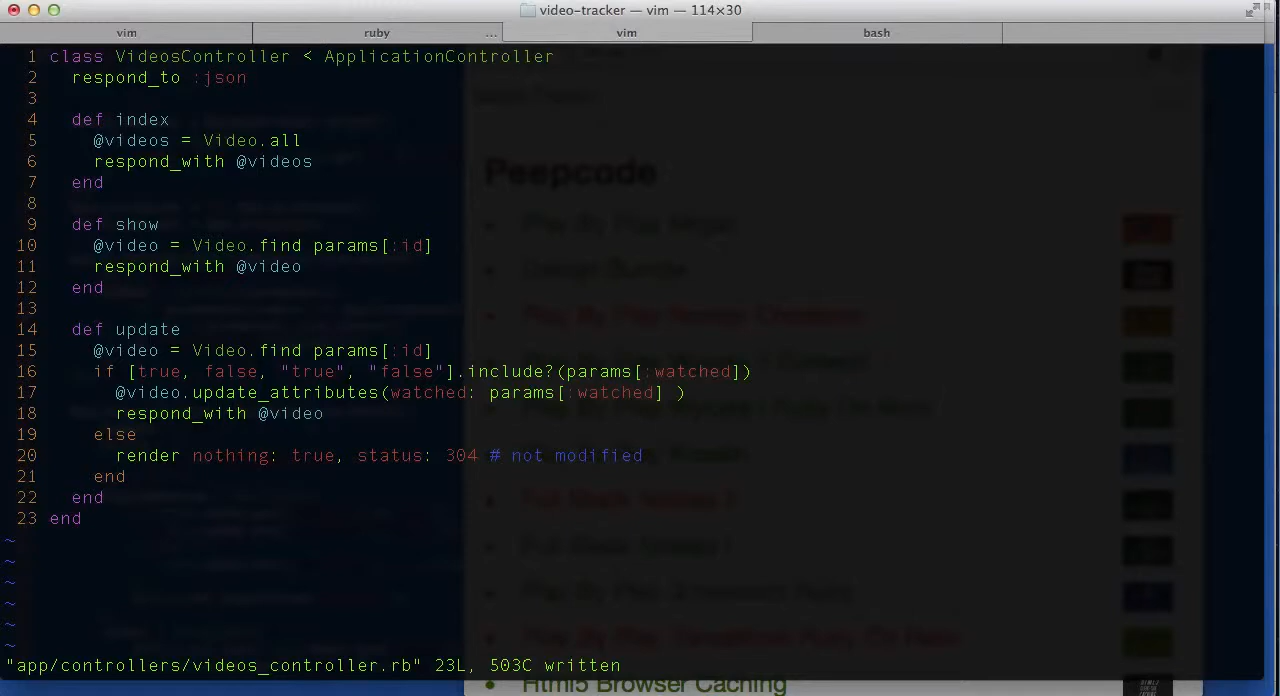 video-tracker — vim — 114×30
vim ruby ... vim bash
1 class VideosController < ApplicationController
2 respond_to :json
3
4 def index
5 @videos = Video.all
6 respond_with @videos
7 end
8
9 def show
10 @video = Video.find params[:id]
11 respond_with @video
12 end
13
14 def update
15 @video = Video.find params[:id]
16 if [true, false, "true", "false"].include?(params[:watched])
17 @video.update_attributes(watched: params[:watched] )
18 respond_with @video
19 else
20 render nothing: true, status: 304 # not modified
21 end
22 end
23 end
~
~
~
~
~
~
"app/controllers/videos_controller.rb" 23L, 503C written
Peepcode
Design Bundle
Full Stack Nodejs I
Html5 Browser Caching